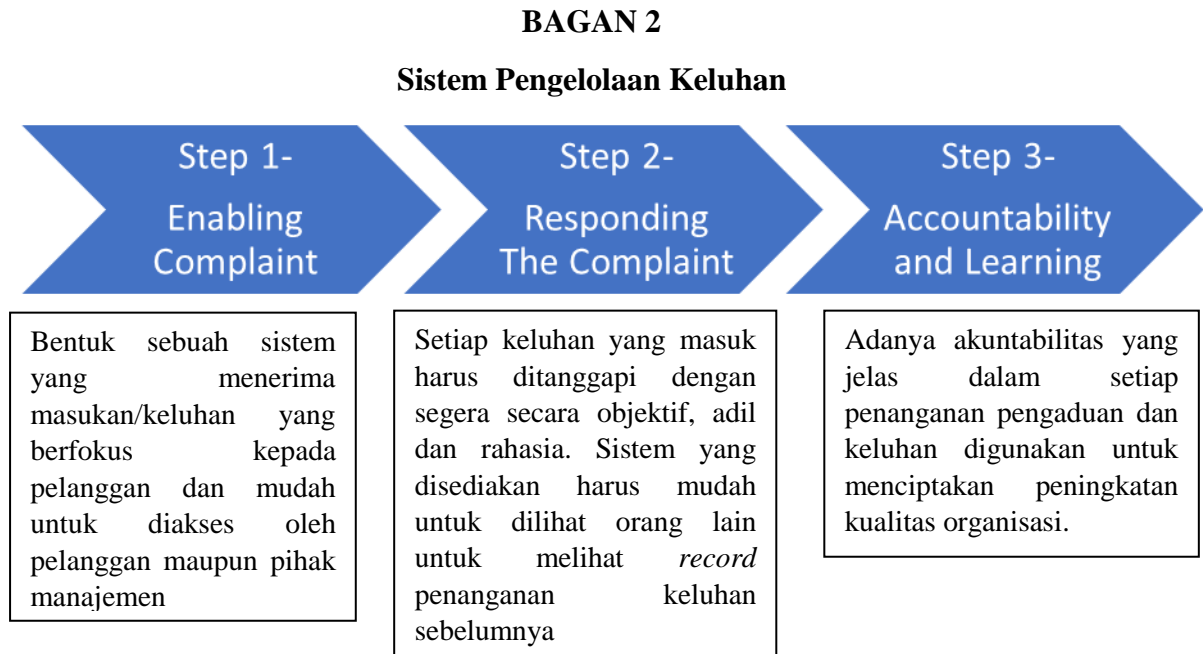 BAGAN 2
Sistem Pengelolaan Keluhan
Step 1-
Enabling
Complaint
Step 2-
Responding
The Complaint
Step 3-
Accountability
and Learning
Bentuk sebuah sistem
yang menerima
masukan/keluhan yang
berfokus kepada
pelanggan dan mudah
untuk diakses oleh
pelanggan maupun pihak
manajemen
Setiap keluhan yang masuk
harus ditanggapi dengan
segera secara objektif, adil
dan rahasia. Sistem yang
disediakan harus mudah
untuk dilihat orang lain
untuk melihat record
penanganan keluhan
sebelumnya
Adanya akuntabilitas yang
jelas dalam setiap
penanganan pengaduan dan
keluhan digunakan untuk
menciptakan peningkatan
kualitas organisasi.